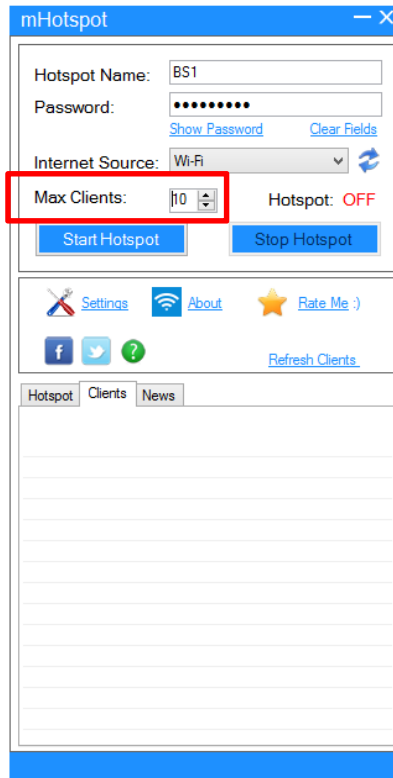 mHotspot
Hotspot Name: BS1
Password: •••••••••
Show Password Clear Fields
Internet Source: Wi-Fi
Max Clients: 10 Hotspot: OFF
Start Hotspot Stop Hotspot
Settings About Rate Me :)
f ?
Refresh Clients
Hotspot Clients News